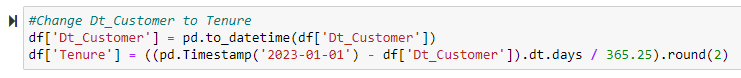 #Change Dt_Customer to Tenure
df['Dt_Customer'] = pd.to_datetime(df['Dt_Customer'])
df['Tenure'] = ((pd.Timestamp('2023-01-01') - df['Dt_Customer']).dt.days / 365.25).round(2)